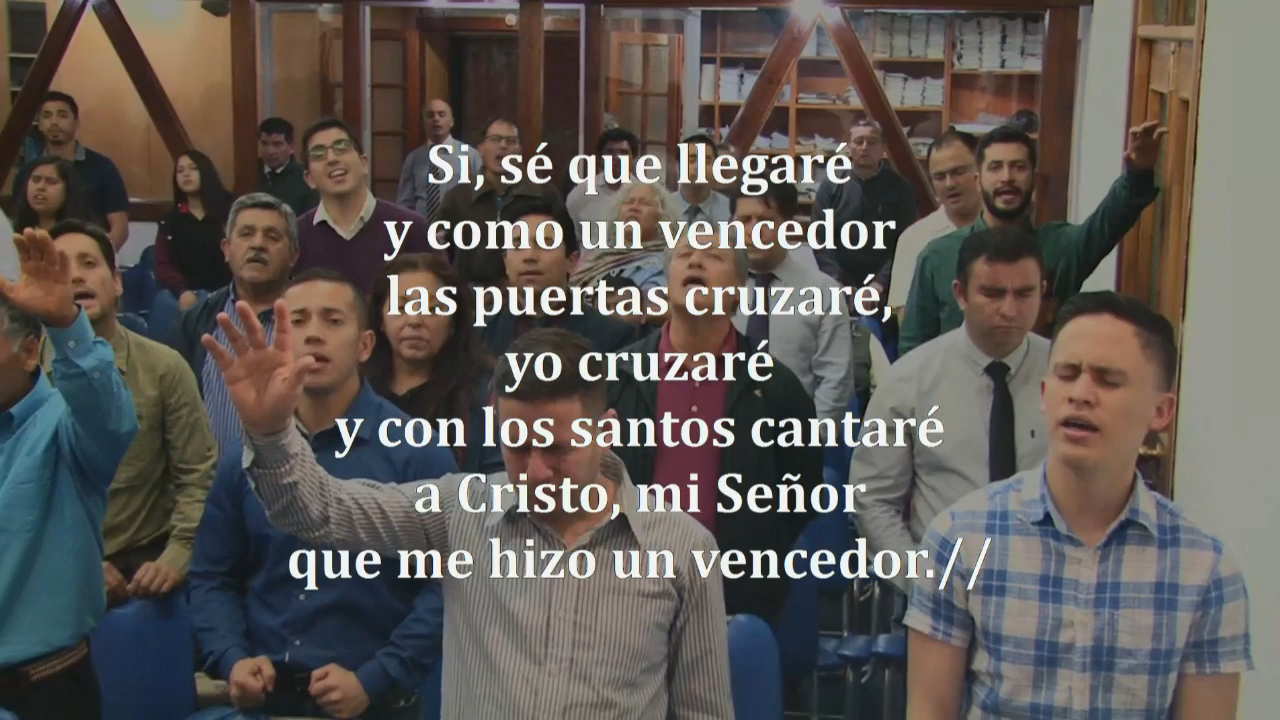 Si, sé que llegaré
y como un vencedor
las puertas cruzaré,
yo cruzaré
y con los santos cantaré
a Cristo, mi Señor
que me hizo un vencedor.//